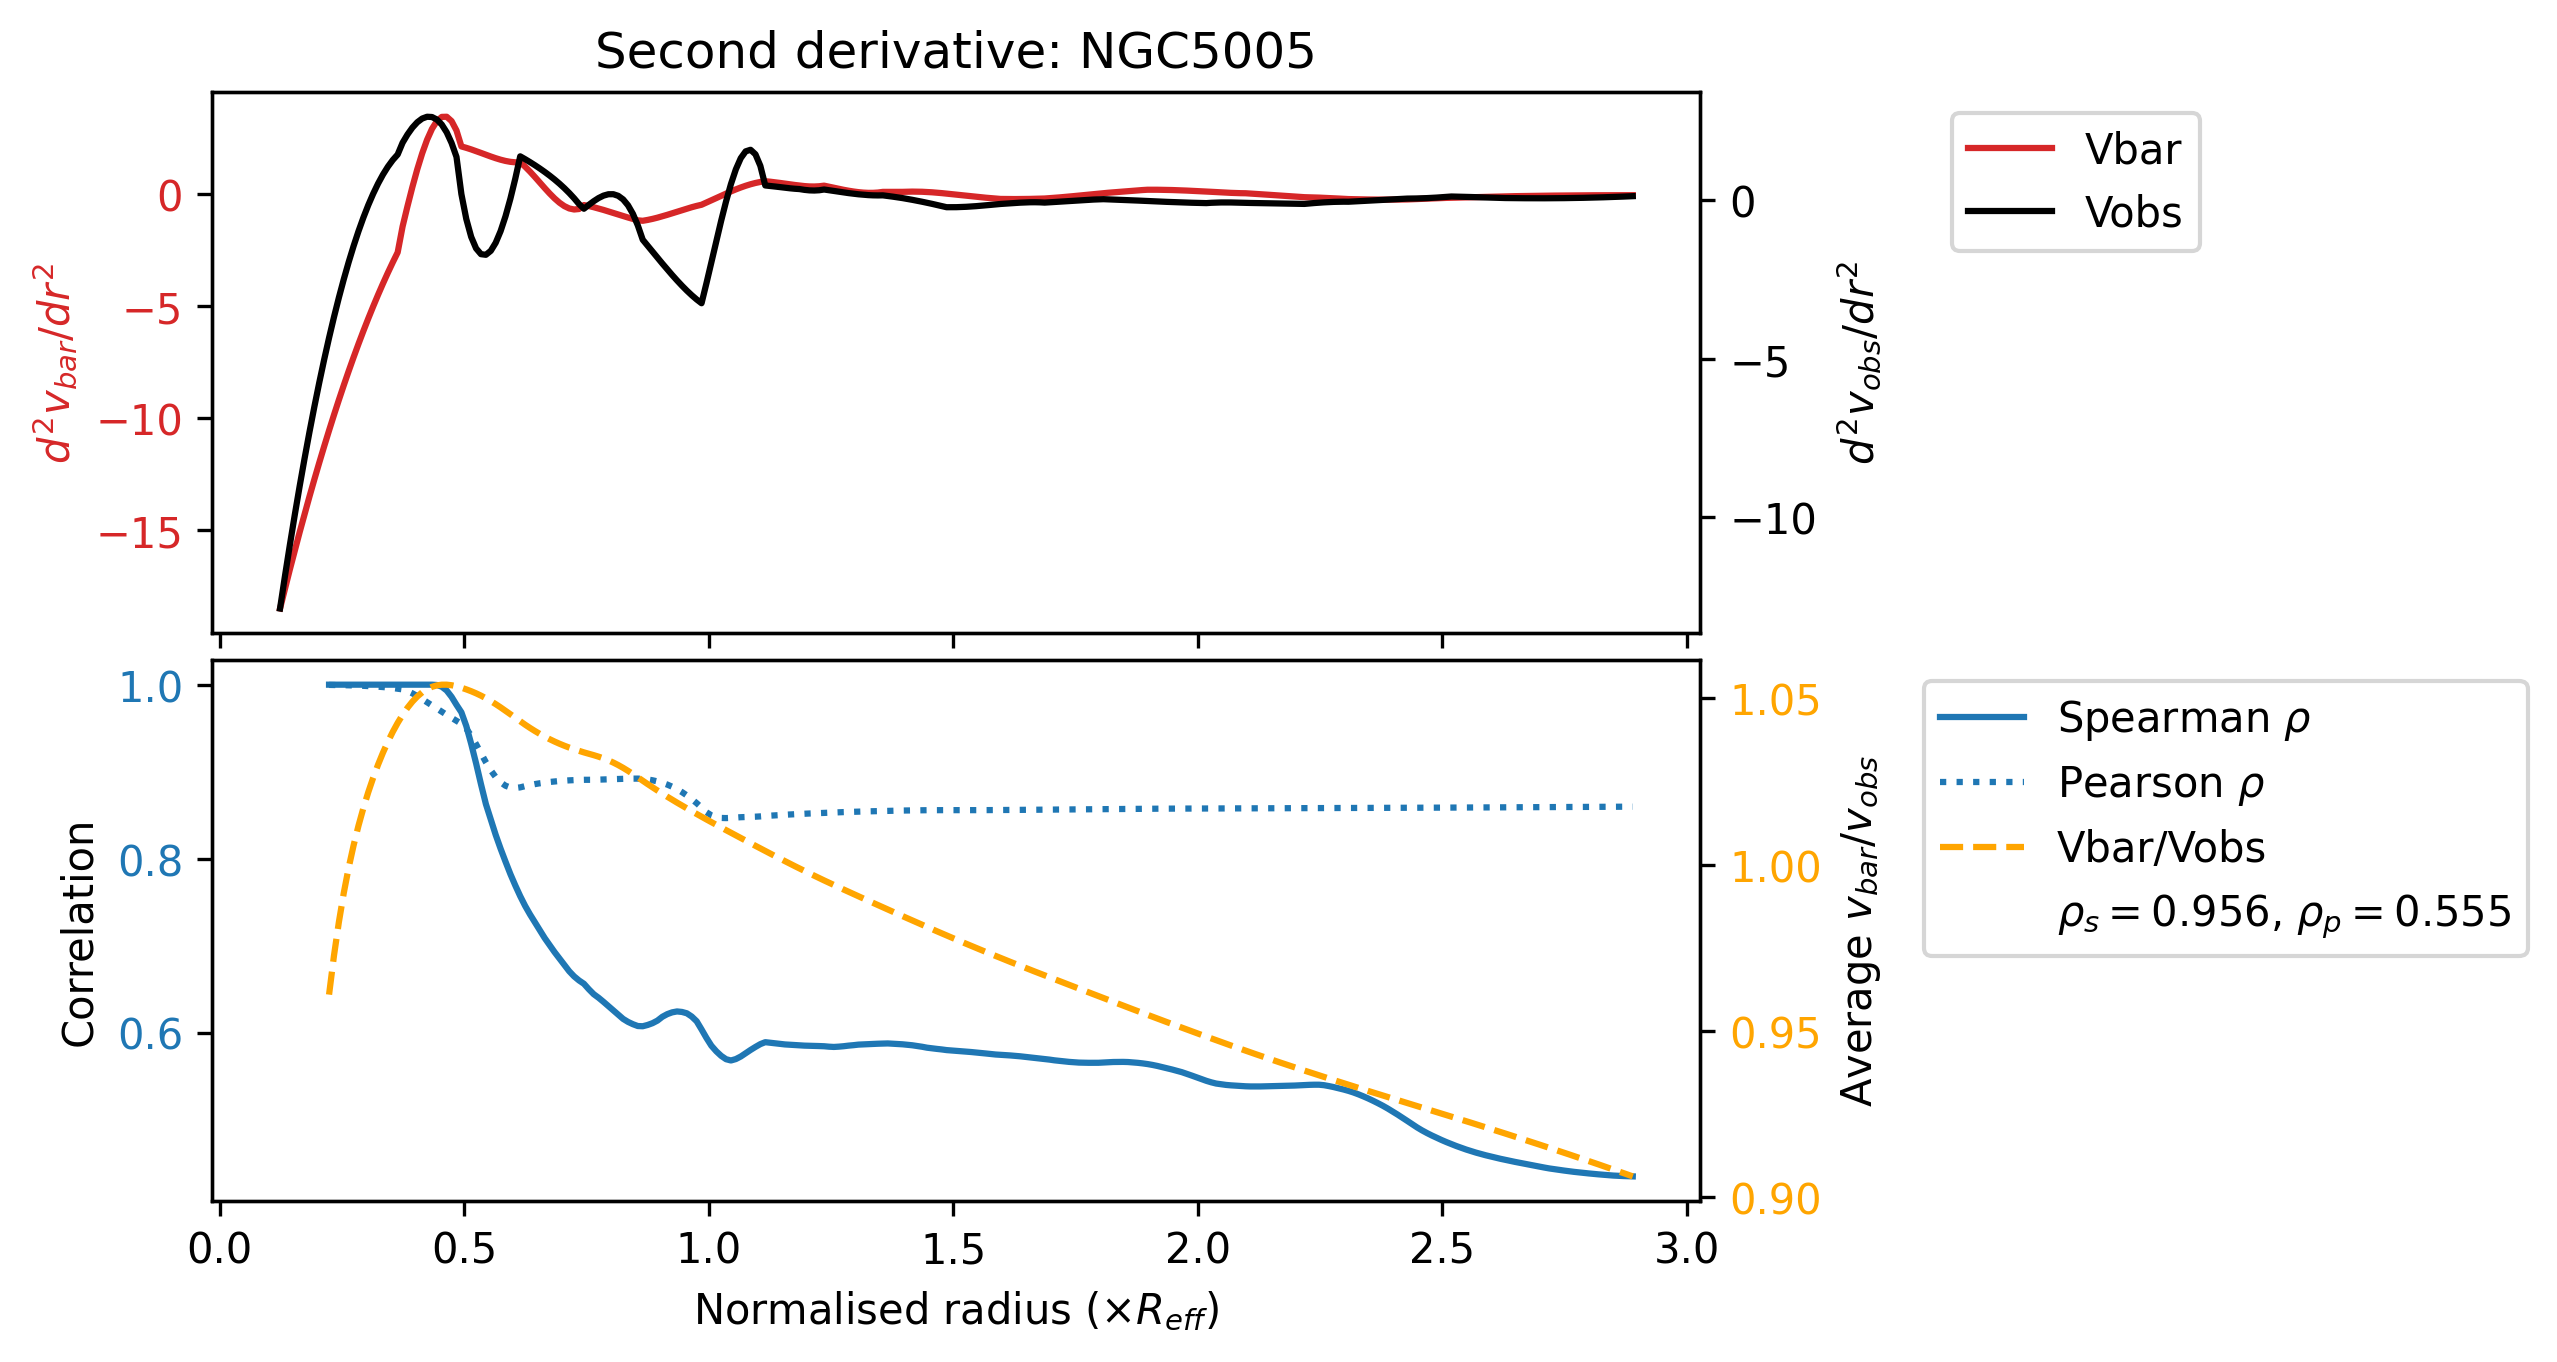 Second derivative: NGC5005
d²v_bar/dr²
0
−5
−10
−15
0
−5
−10
d²v_obs/dr²
Vbar
Vobs
Correlation
1.0
0.8
0.6
1.05
1.00
0.95
0.90
Average v_bar/v_obs
Spearman ρ
Pearson ρ
Vbar/Vobs
ρ_s = 0.956, ρ_p = 0.555
0.0 0.5 1.0 1.5 2.0 2.5 3.0
Normalised radius (×R_eff)